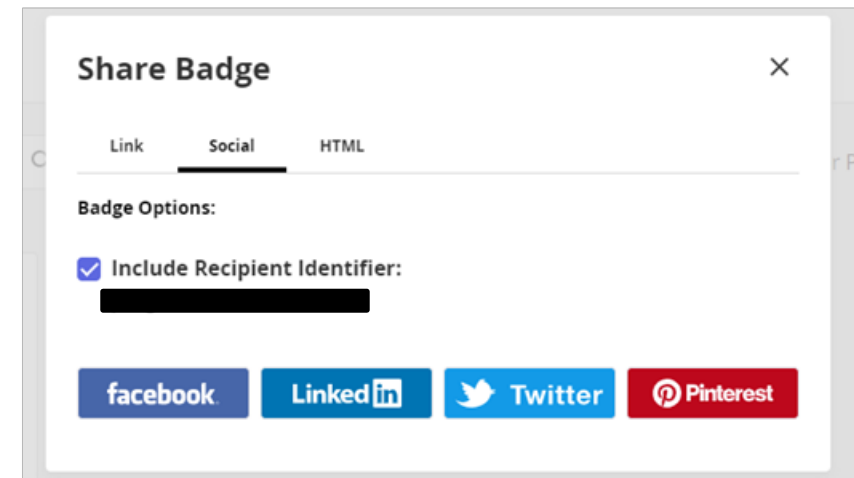 Share Badge
Link Social HTML
Badge Options:
Include Recipient Identifier:
facebook. Linked in Twitter Pinterest